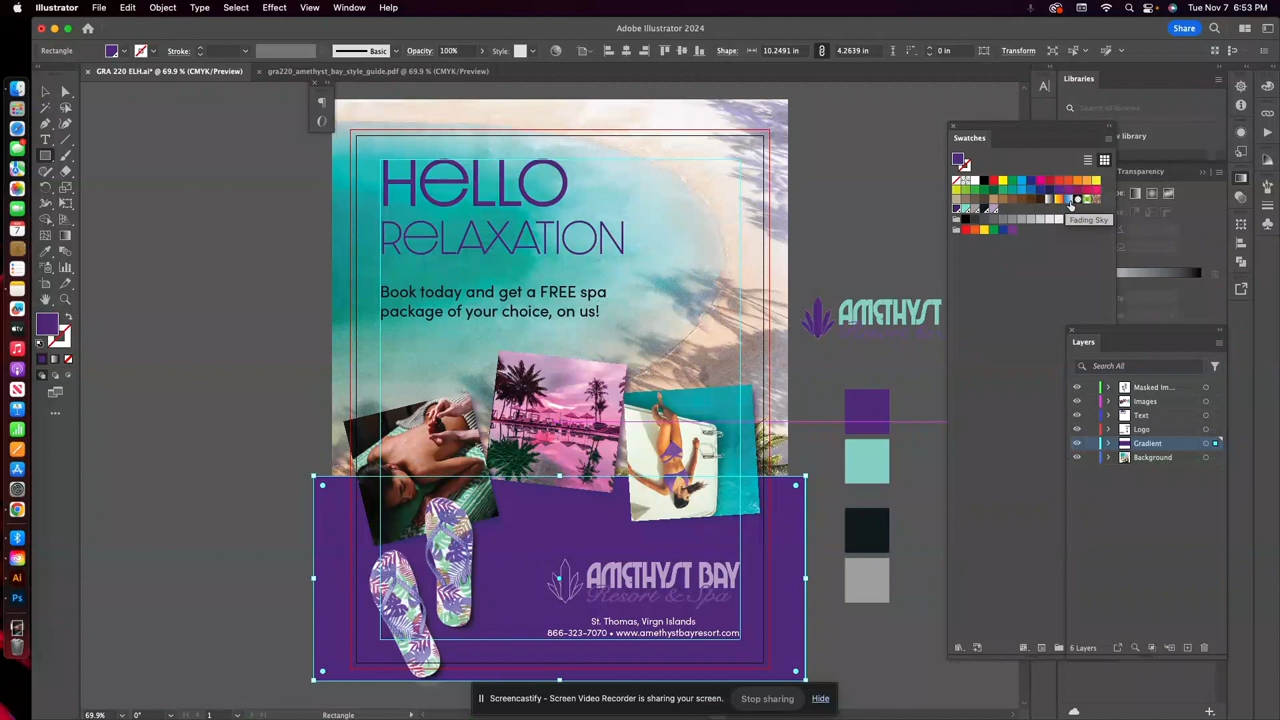 Illustrator File Edit Object Type Select Effect View Window Help Tue Nov 7 6:53 PM
Adobe Illustrator 2024
Share
Rectangle Stroke: Basic Opacity: 100% Style: Shape: 10.2491 in 4.2639 in 0 in Transform
× GRA 220 ELH.ai* @ 69.9 % (CMYK/Preview) × gra220_amethyst_bay_style_guide.pdf @ 69.9 % (CMYK/Preview)
Libraries
Search All Libraries
w library
Swatches
Transparency
Type:
Fading Sky
HELLO
RELAXATION
Book today and get a FREE spa
package of your choice, on us!
AMETHYST
Layers
Search All
Masked Im...
Images
Text
Logo
Gradient
Background
AMETHYST BAY
Resort & Spa
St. Thomas, Virgn Islands
866-323-7070 • www.amethystbayresort.com
6 Layers
Screencastify - Screen Video Recorder is sharing your screen. Stop sharing Hide
69.9% 0° 1 Rectangle